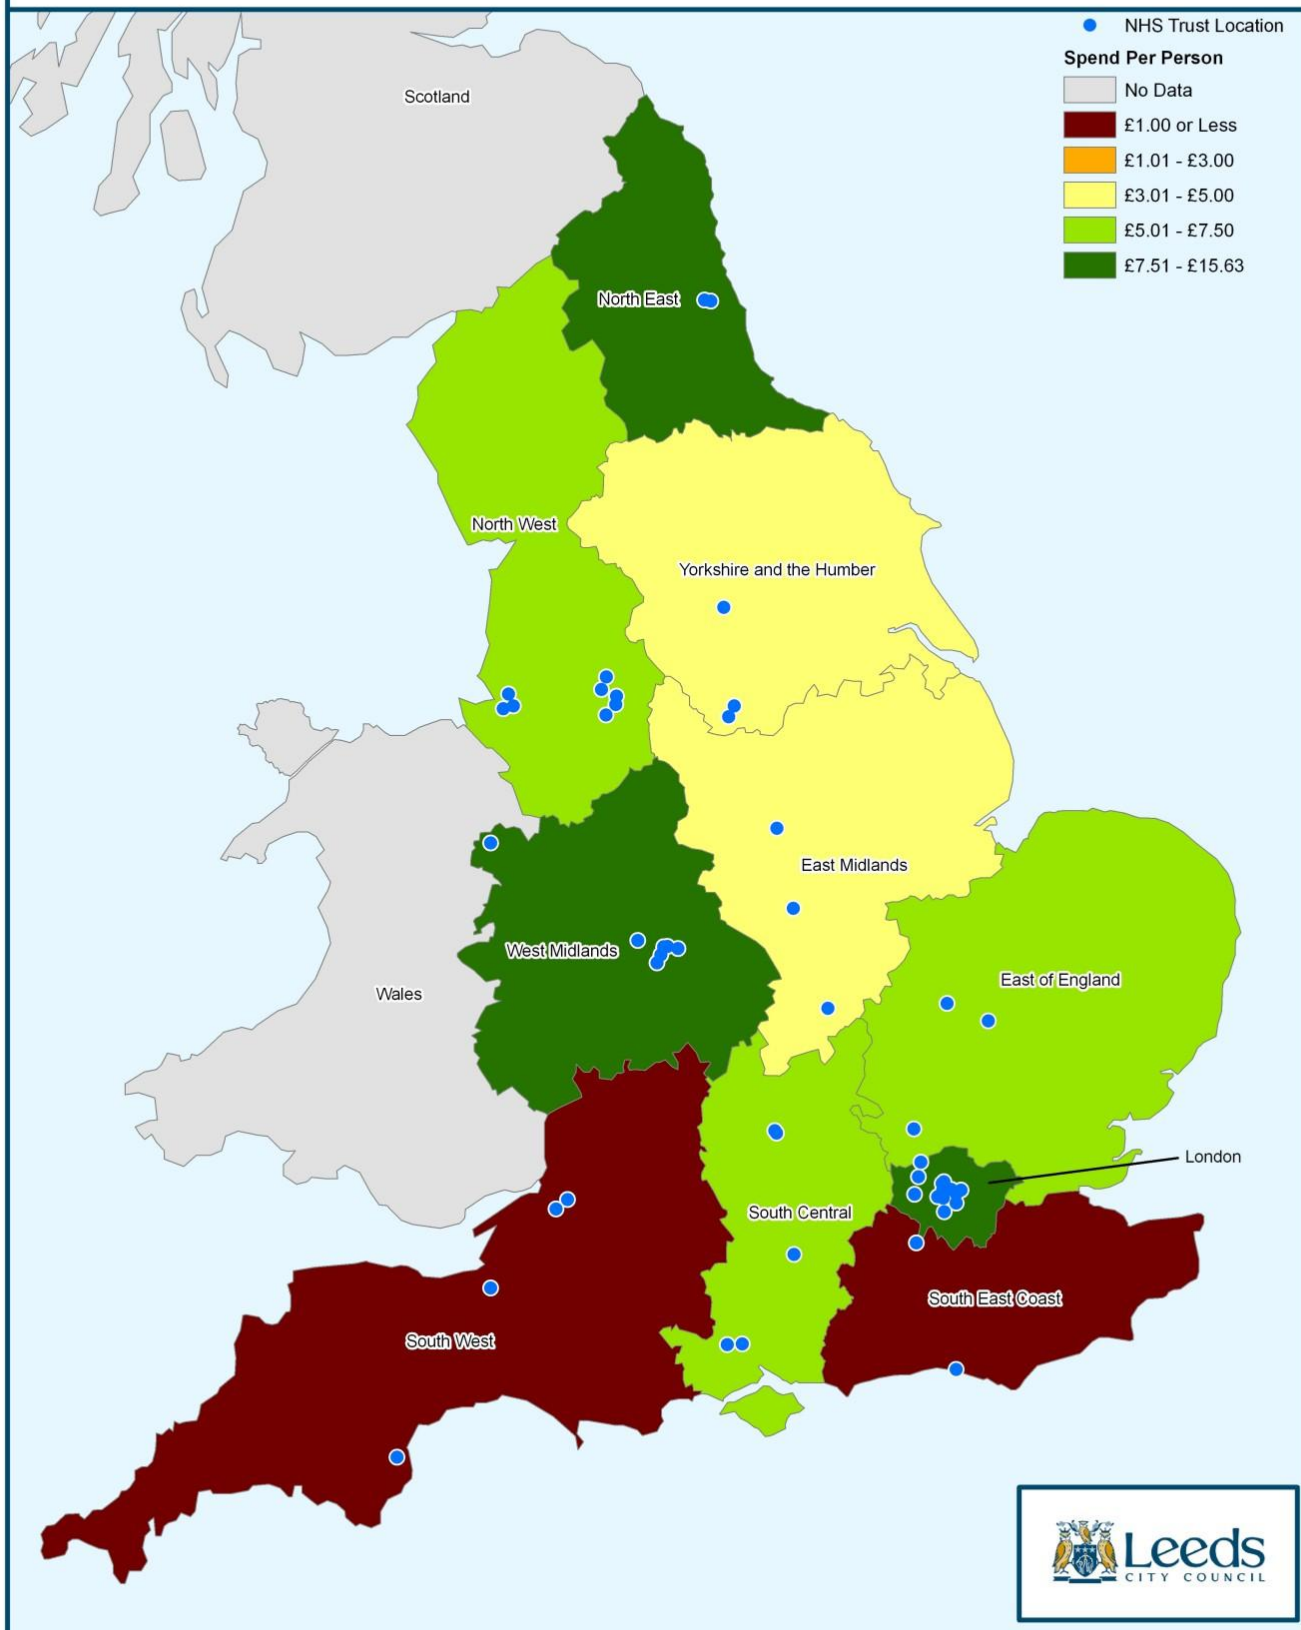 NHS Trust Location
Spend Per Person
No Data
£1.00 or Less
£1.01 - £3.00
£3.01 - £5.00
£5.01 - £7.50
£7.51 - £15.63
Scotland
North East
North West
Yorkshire and the Humber
East Midlands
West Midlands
East of England
Wales
London
South Central
South East Coast
South West
Leeds
CITY COUNCIL